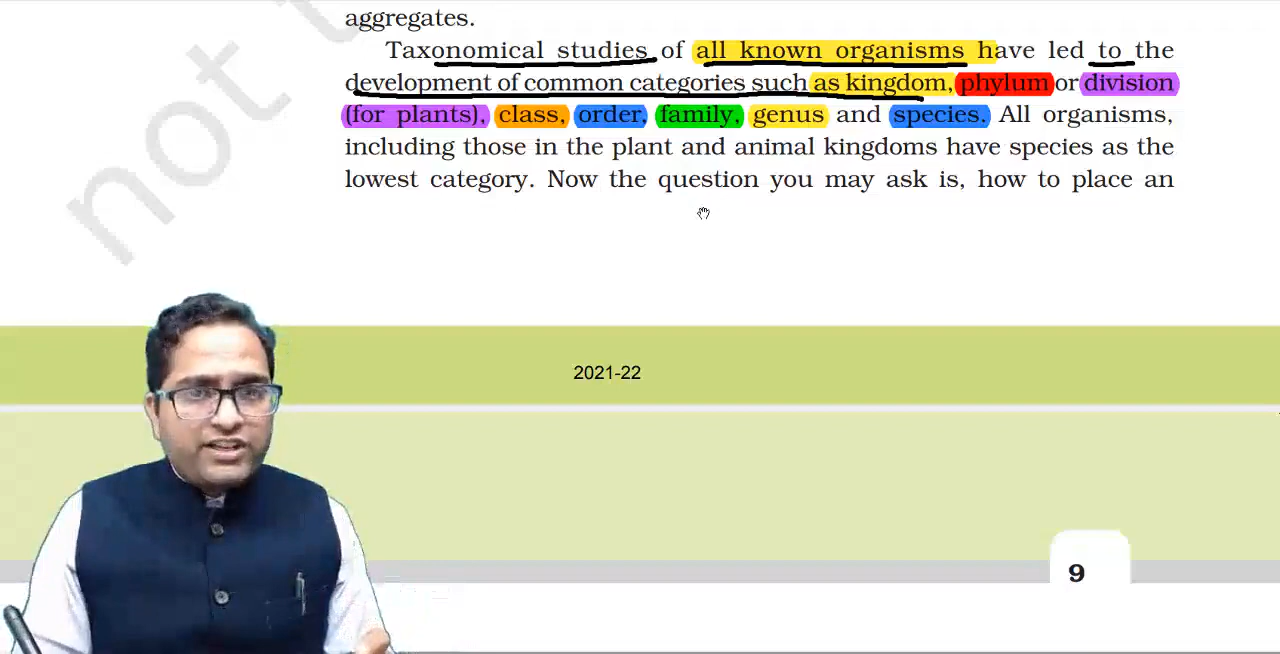 aggregates.
Taxonomical studies of all known organisms have led to the
development of common categories such as kingdom, phylum or division
(for plants), class, order, family, genus and species. All organisms,
including those in the plant and animal kingdoms have species as the
lowest category. Now the question you may ask is, how to place an
not t
2021-22
9